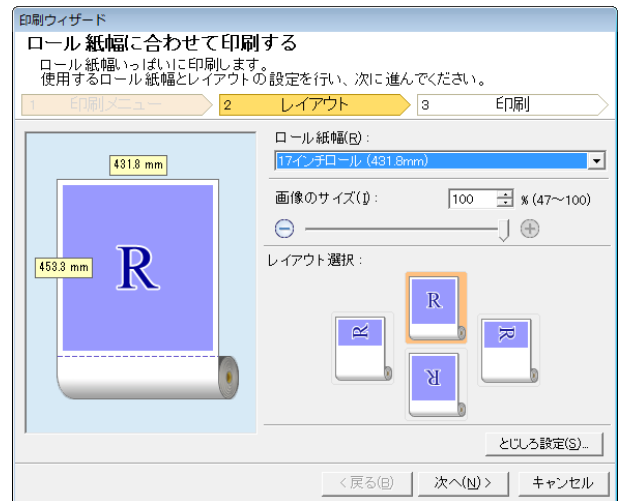 印刷ウィザード
ロール紙幅に合わせて印刷する
ロール紙幅いっぱいに印刷します。
使用するロール紙幅とレイアウトの設定を行い、次に進んでください。
1 印刷メニュー 2 レイアウト 3 印刷
ロール紙幅(R):
17インチロール (431.8mm)
431.8 mm
画像のサイズ(I): 100 % (47～100)
453.3 mm
R
レイアウト選択:
R
R
R
R
とじしろ設定(S)...
<戻る(B) 次へ(N)> キャンセル